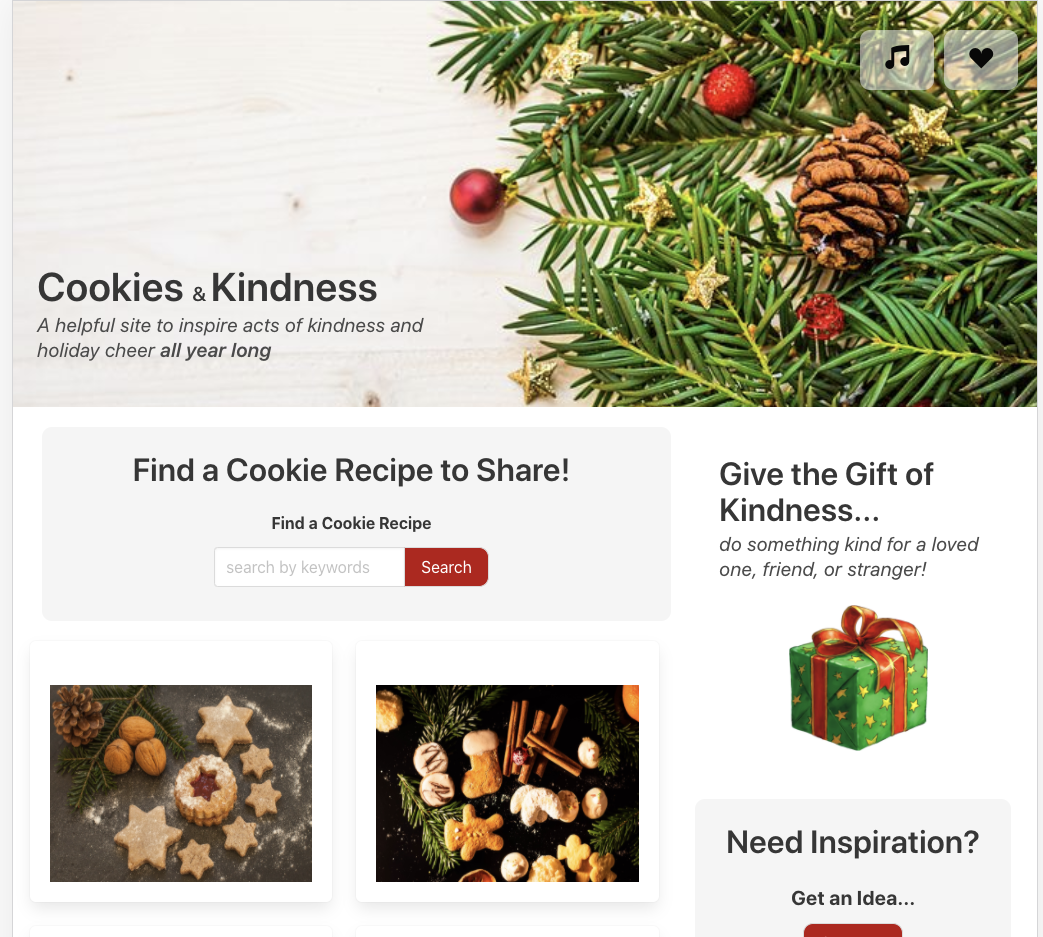 Cookies & Kindness
A helpful site to inspire acts of kindness and
holiday cheer all year long
Find a Cookie Recipe to Share!
Find a Cookie Recipe
search by keywords
Search
Give the Gift of
Kindness...
do something kind for a loved
one, friend, or stranger!
Need Inspiration?
Get an Idea...